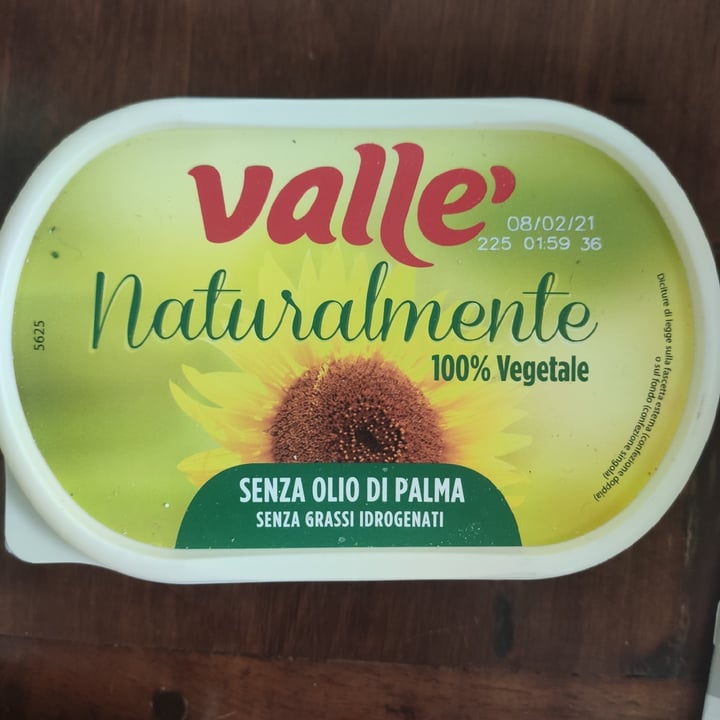 valle'
08/02/21
225 01:59 36
Naturalmente
100% Vegetale
5625
Diciture di legge sulla fascetta esterna (confezione doppia)
o sul fondo (confezione singola)
SENZA OLIO DI PALMA
SENZA GRASSI IDROGENATI